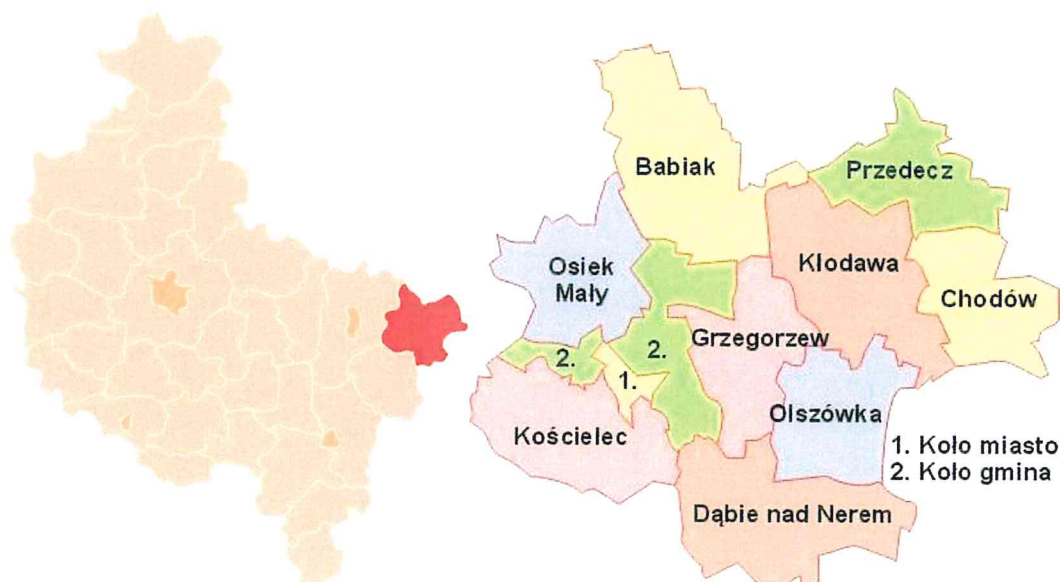 Babiak
Przedecz
Osiek
Mały
Kłodawa
Chodów
Grzegorzew
2.
2.
1.
Olszówka
Kościelec
1. Koło miasto
2. Koło gmina
Dąbie nad Nerem